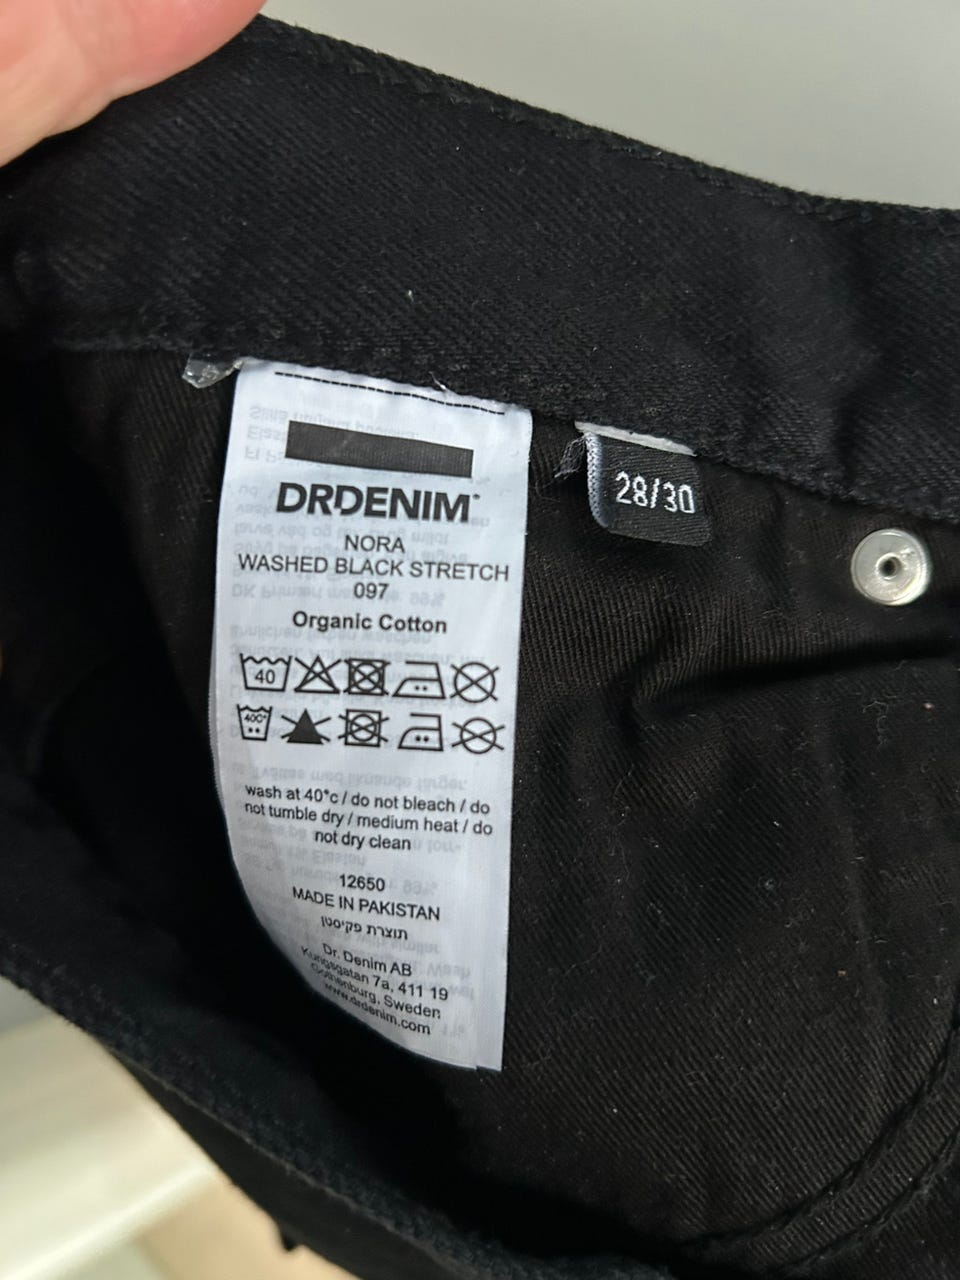 DRDENIM
NORA
WASHED BLACK STRETCH
097
Organic Cotton
40
40C°
wash at 40°c / do not bleach / do
not tumble dry / medium heat / do
not dry clean
12650
MADE IN PAKISTAN
תוצרת פקיסטן
Dr. Denim AB
Kungsgatan 7a, 411 19
Gothenburg, Sweden
www.drdenim.com
28/30